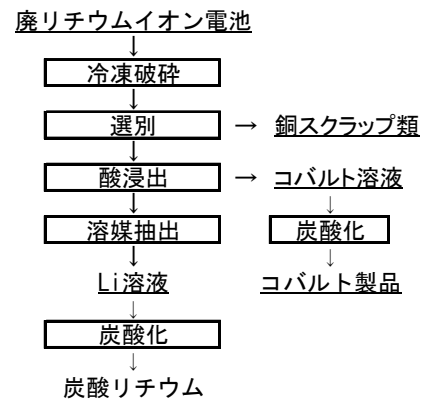 廃リチウムイオン電池
↓
冷凍破砕
↓
選別 → 銅スクラップ類
↓
酸浸出 → コバルト溶液
↓ ↓
溶媒抽出 炭酸化
↓ ↓
Li溶液 コバルト製品
↓
炭酸化
↓
炭酸リチウム